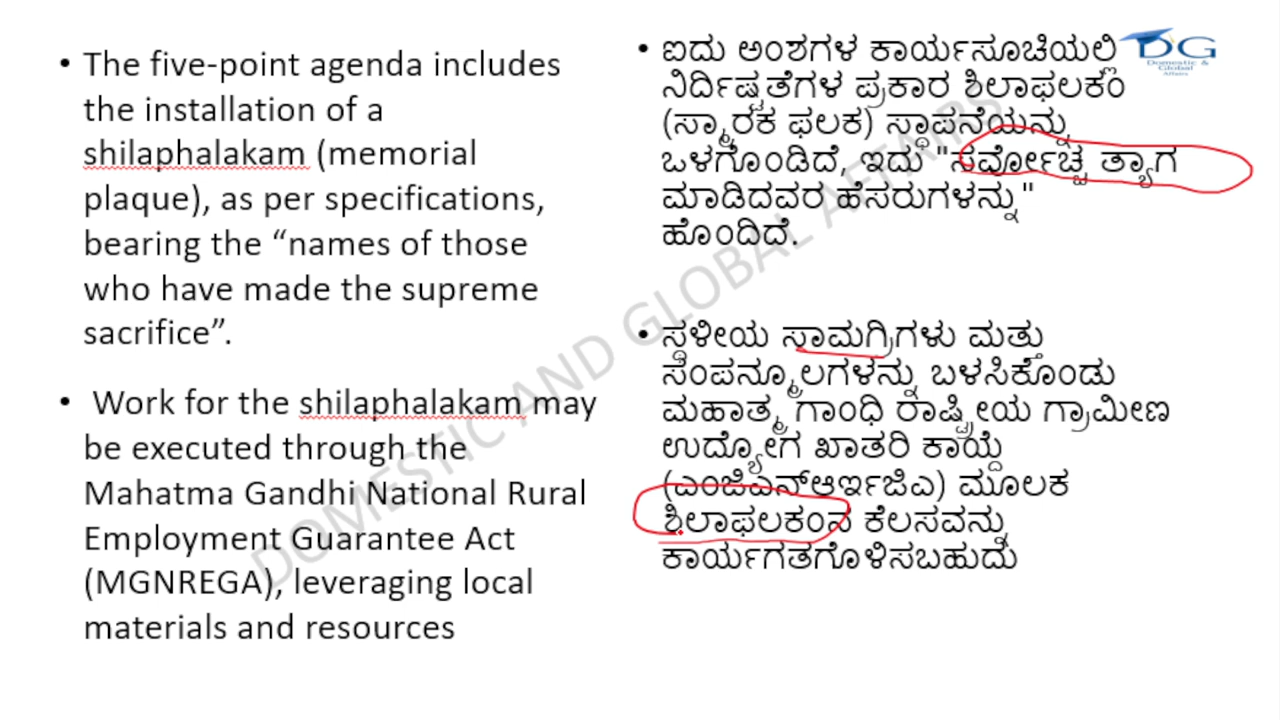 • The five-point agenda includes
the installation of a
shilaphalakam (memorial
plaque), as per specifications,
bearing the “names of those
who have made the supreme
sacrifice”.
• Work for the shilaphalakam may
be executed through the
Mahatma Gandhi National Rural
Employment Guarantee Act
(MGNREGA), leveraging local
materials and resources
• ಐದು ಅಂಶಗಳ ಕಾರ್ಯಸೂಚಿಯಲ್ಲಿ
ನಿರ್ದಿಷ್ಟತೆಗಳ ಪ್ರಕಾರ ಶಿಲಾಫಲಕಂ
(ಸ್ಮಾರಕ ಫಲಕ) ಸ್ಥಾಪನೆಯನ್ನು
ಒಳಗೊಂಡಿದೆ, ಇದು "ಸರ್ವೋಚ್ಚ ತ್ಯಾಗ
ಮಾಡಿದವರ ಹೆಸರುಗಳನ್ನು"
ಹೊಂದಿದೆ.
• ಸ್ಥಳೀಯ ಸಾಮಗ್ರಿಗಳು ಮತ್ತು
ಸಂಪನ್ಮೂಲಗಳನ್ನು ಬಳಸಿಕೊಂಡು
ಮಹಾತ್ಮ ಗಾಂಧಿ ರಾಷ್ಟ್ರೀಯ ಗ್ರಾಮೀಣ
ಉದ್ಯೋಗ ಖಾತರಿ ಕಾಯ್ದೆ
(ಎಂಜಿಎನ್ಆರ್ಇಜಿಎ) ಮೂಲಕ
ಶಿಲಾಫಲಕಂನ ಕೆಲಸವನ್ನು
ಕಾರ್ಯಗತಗೊಳಿಸಬಹುದು
DG
Domestic &
Global
Affairs
DOMESTIC AND GLOBAL AFFAIRS